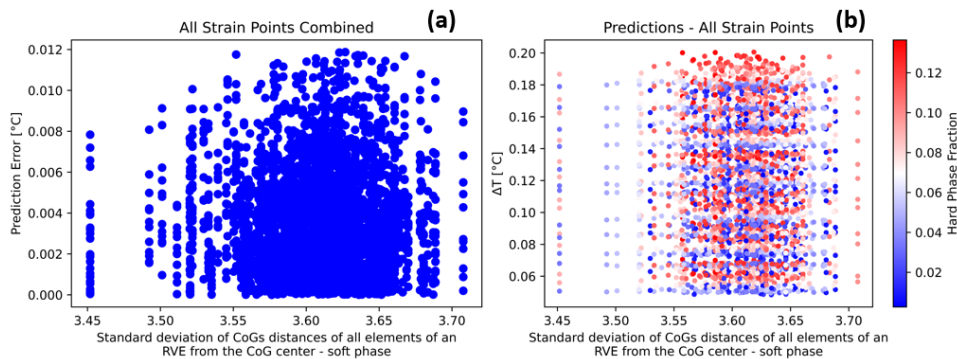 All Strain Points Combined
(a)
Prediction Error [°C]
0.012
0.010
0.008
0.006
0.004
0.002
0.000
3.45 3.50 3.55 3.60 3.65 3.70
Standard deviation of CoGs distances of all elements of an
RVE from the CoG center - soft phase
Predictions - All Strain Points
(b)
ΔT [°C]
0.20
0.18
0.16
0.14
0.12
0.10
0.08
0.06
3.45 3.50 3.55 3.60 3.65 3.70
Standard deviation of CoGs distances of all elements of an
RVE from the CoG center - soft phase
0.12
0.10
0.08
0.06
0.04
0.02
Hard Phase Fraction